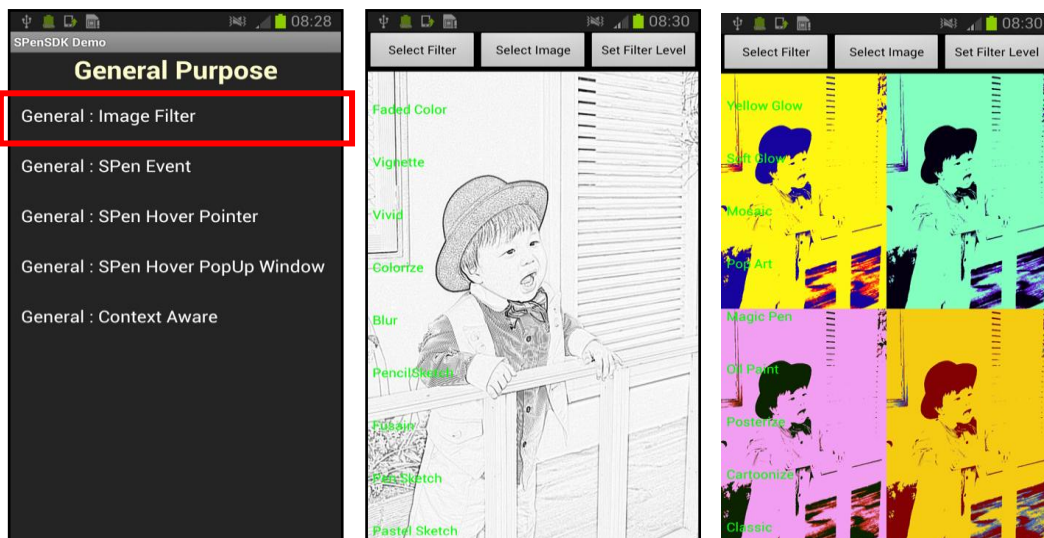 08:28
SPenSDK Demo
General Purpose
General : Image Filter
General : SPen Event
General : SPen Hover Pointer
General : SPen Hover PopUp Window
General : Context Aware
08:30
Select Filter
Select Image
Set Filter Level
Faded Color
Vignette
Vivid
Colorize
Blur
PencilSketch
Fusain
Pen Sketch
Pastel Sketch
08:30
Select Filter
Select Image
Set Filter Level
Yellow Glow
Soft Glow
Mosaic
Pop Art
Magic Pen
Oil Paint
Posterize
Cartoonize
Classic